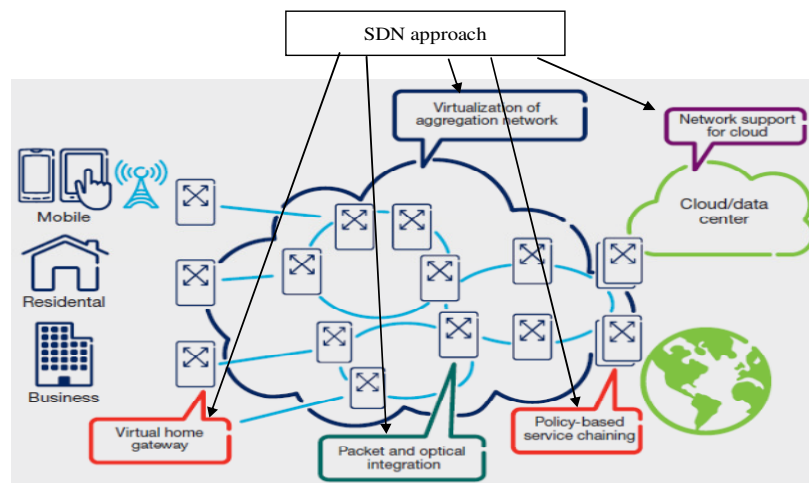 SDN approach
Virtualization of
aggregation network
Network support
for cloud
Mobile
Cloud/data
center
Residental
Business
Virtual home
gateway
Packet and optical
integration
Policy-based
service chaining